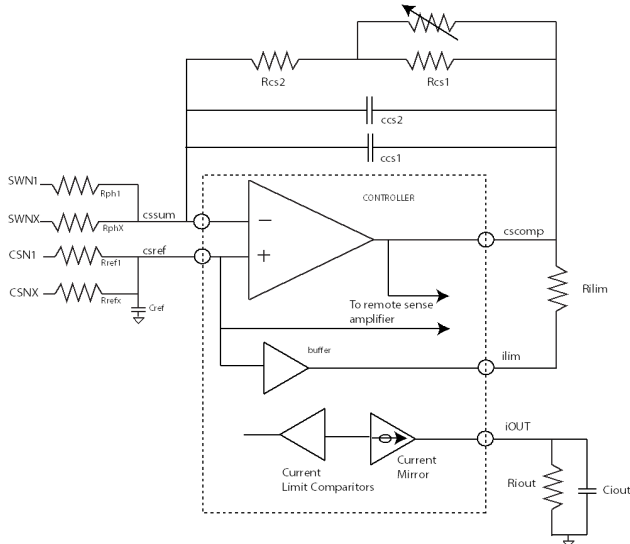 Rcs2
Rcs1
ccs2
ccs1
SWN1
Rph1
CONTROLLER
SWNX
RphX
cssum
−
CSN1
Rref1
csref
+
cscomp
CSNX
Rrefx
Cref
Rilim
To remote sense
amplifier
buffer
ilim
iOUT
Current
Limit Comparitors
Current
Mirror
Riout
Ciout